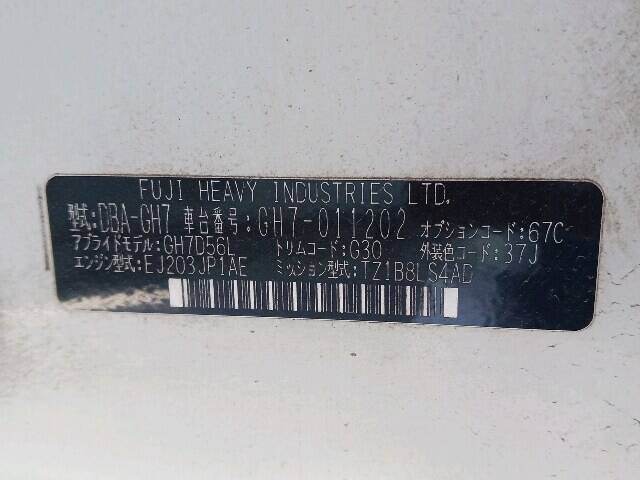 FUJI HEAVY INDUSTRIES LTD.
型式:DBA-GH7 車台番号:GH7-011202 オプションコード:67C
アプライドモデル:GH7D56L トリムコード:G30 外装色コード:37J
エンジン型式:EJ203JP1AE ミッション型式:TZ1B8LS4AD